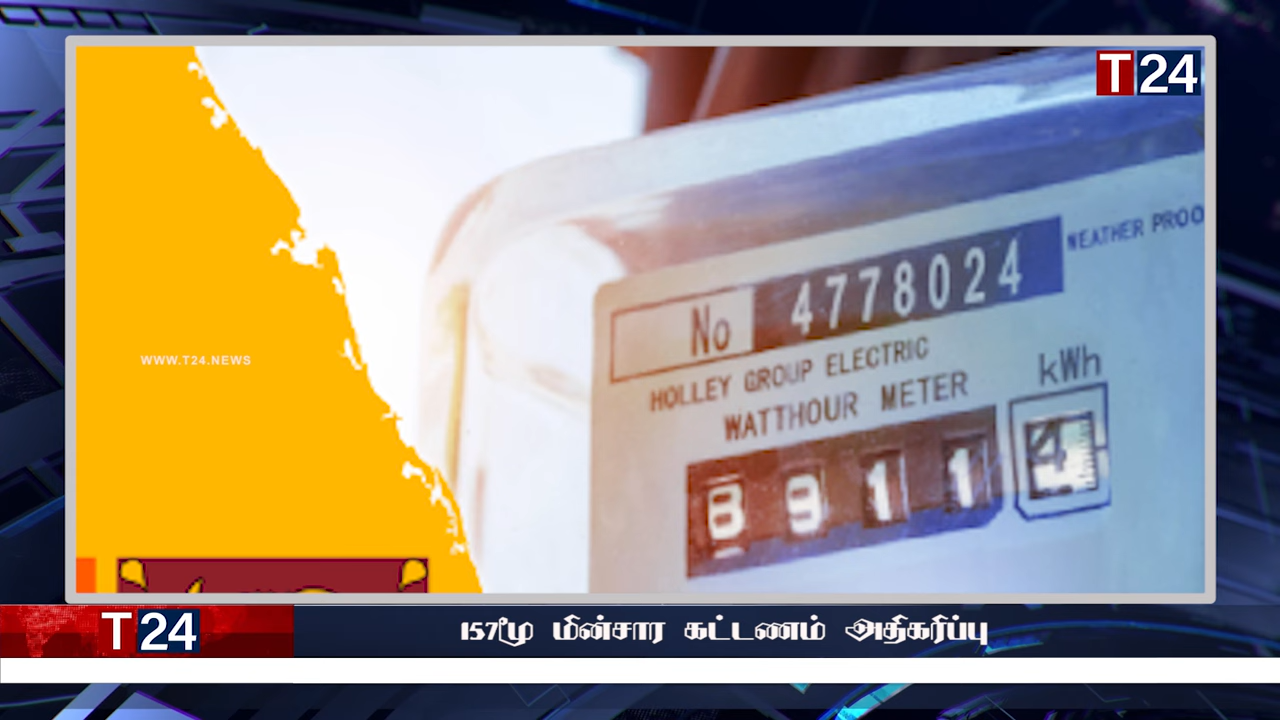 T24
WEATHER PROO
No 4778024
HOLLEY GROUP ELECTRIC
WATTHOUR METER
kWh
8 9 1 1 4
WWW.T24.NEWS
T24
157மூ மின்சார கட்டணம் அதிகரிப்பு